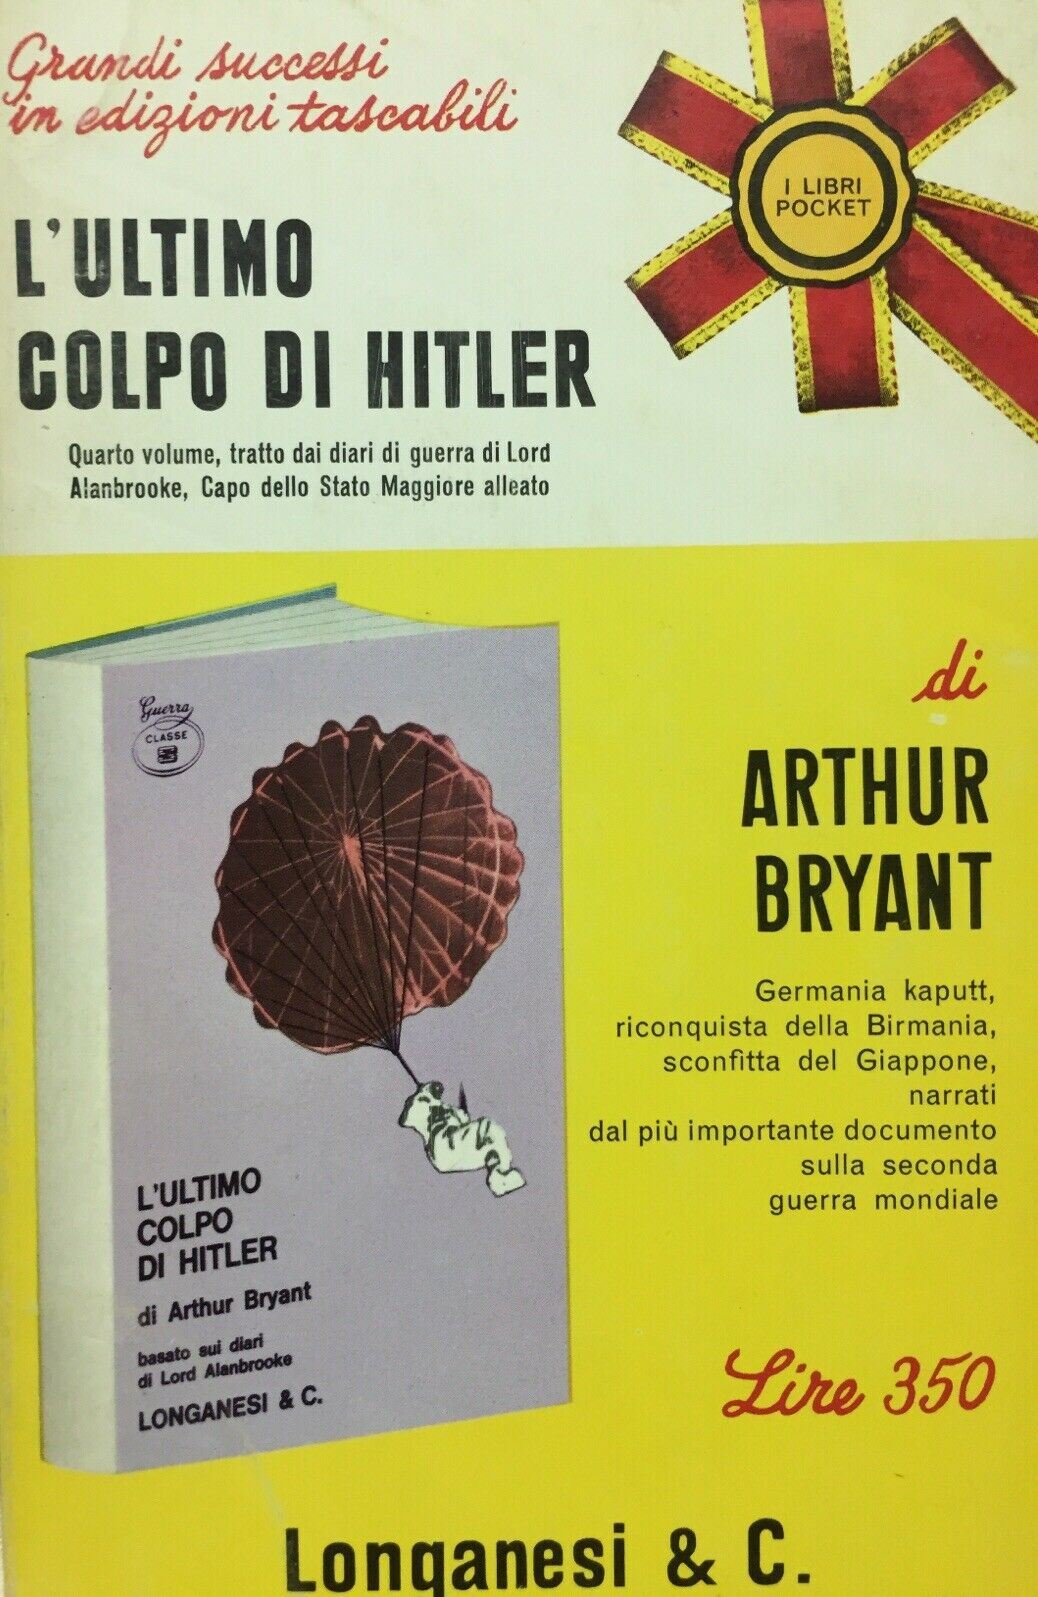 Grandi successi
in edizioni tascabili
I LIBRI
POCKET
L'ULTIMO
COLPO DI HITLER
Quarto volume, tratto dai diari di guerra di Lord
Alanbrooke, Capo dello Stato Maggiore alleato
di
ARTHUR
BRYANT
Germania kaputt,
riconquista della Birmania,
sconfitta del Giappone,
narrati
dal più importante documento
sulla seconda
guerra mondiale
Guerra
CLASSE
L'ULTIMO
COLPO
DI HITLER
di Arthur Bryant
basato sui diari
di Lord Alanbrooke
LONGANESI & C.
Lire 350
Longanesi & C.